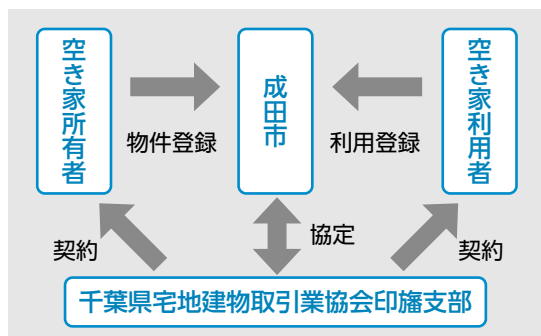 空き家所有者
成田市
空き家利用者
物件登録
利用登録
契約
協定
契約
千葉県宅地建物取引業協会印旛支部